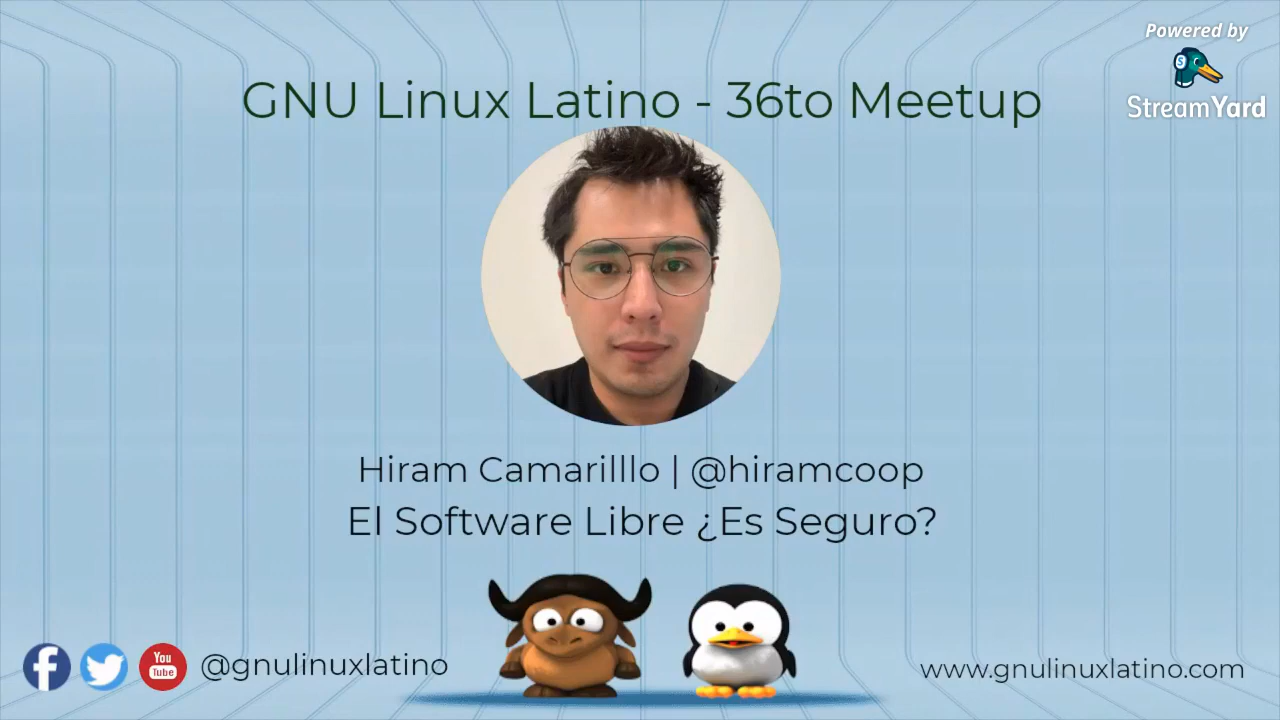 Powered by
StreamYard
GNU Linux Latino - 36to Meetup
Hiram Camarilllo | @hiramcoop
El Software Libre ¿Es Seguro?
You
Tube
@gnulinuxlatino
www.gnulinuxlatino.com